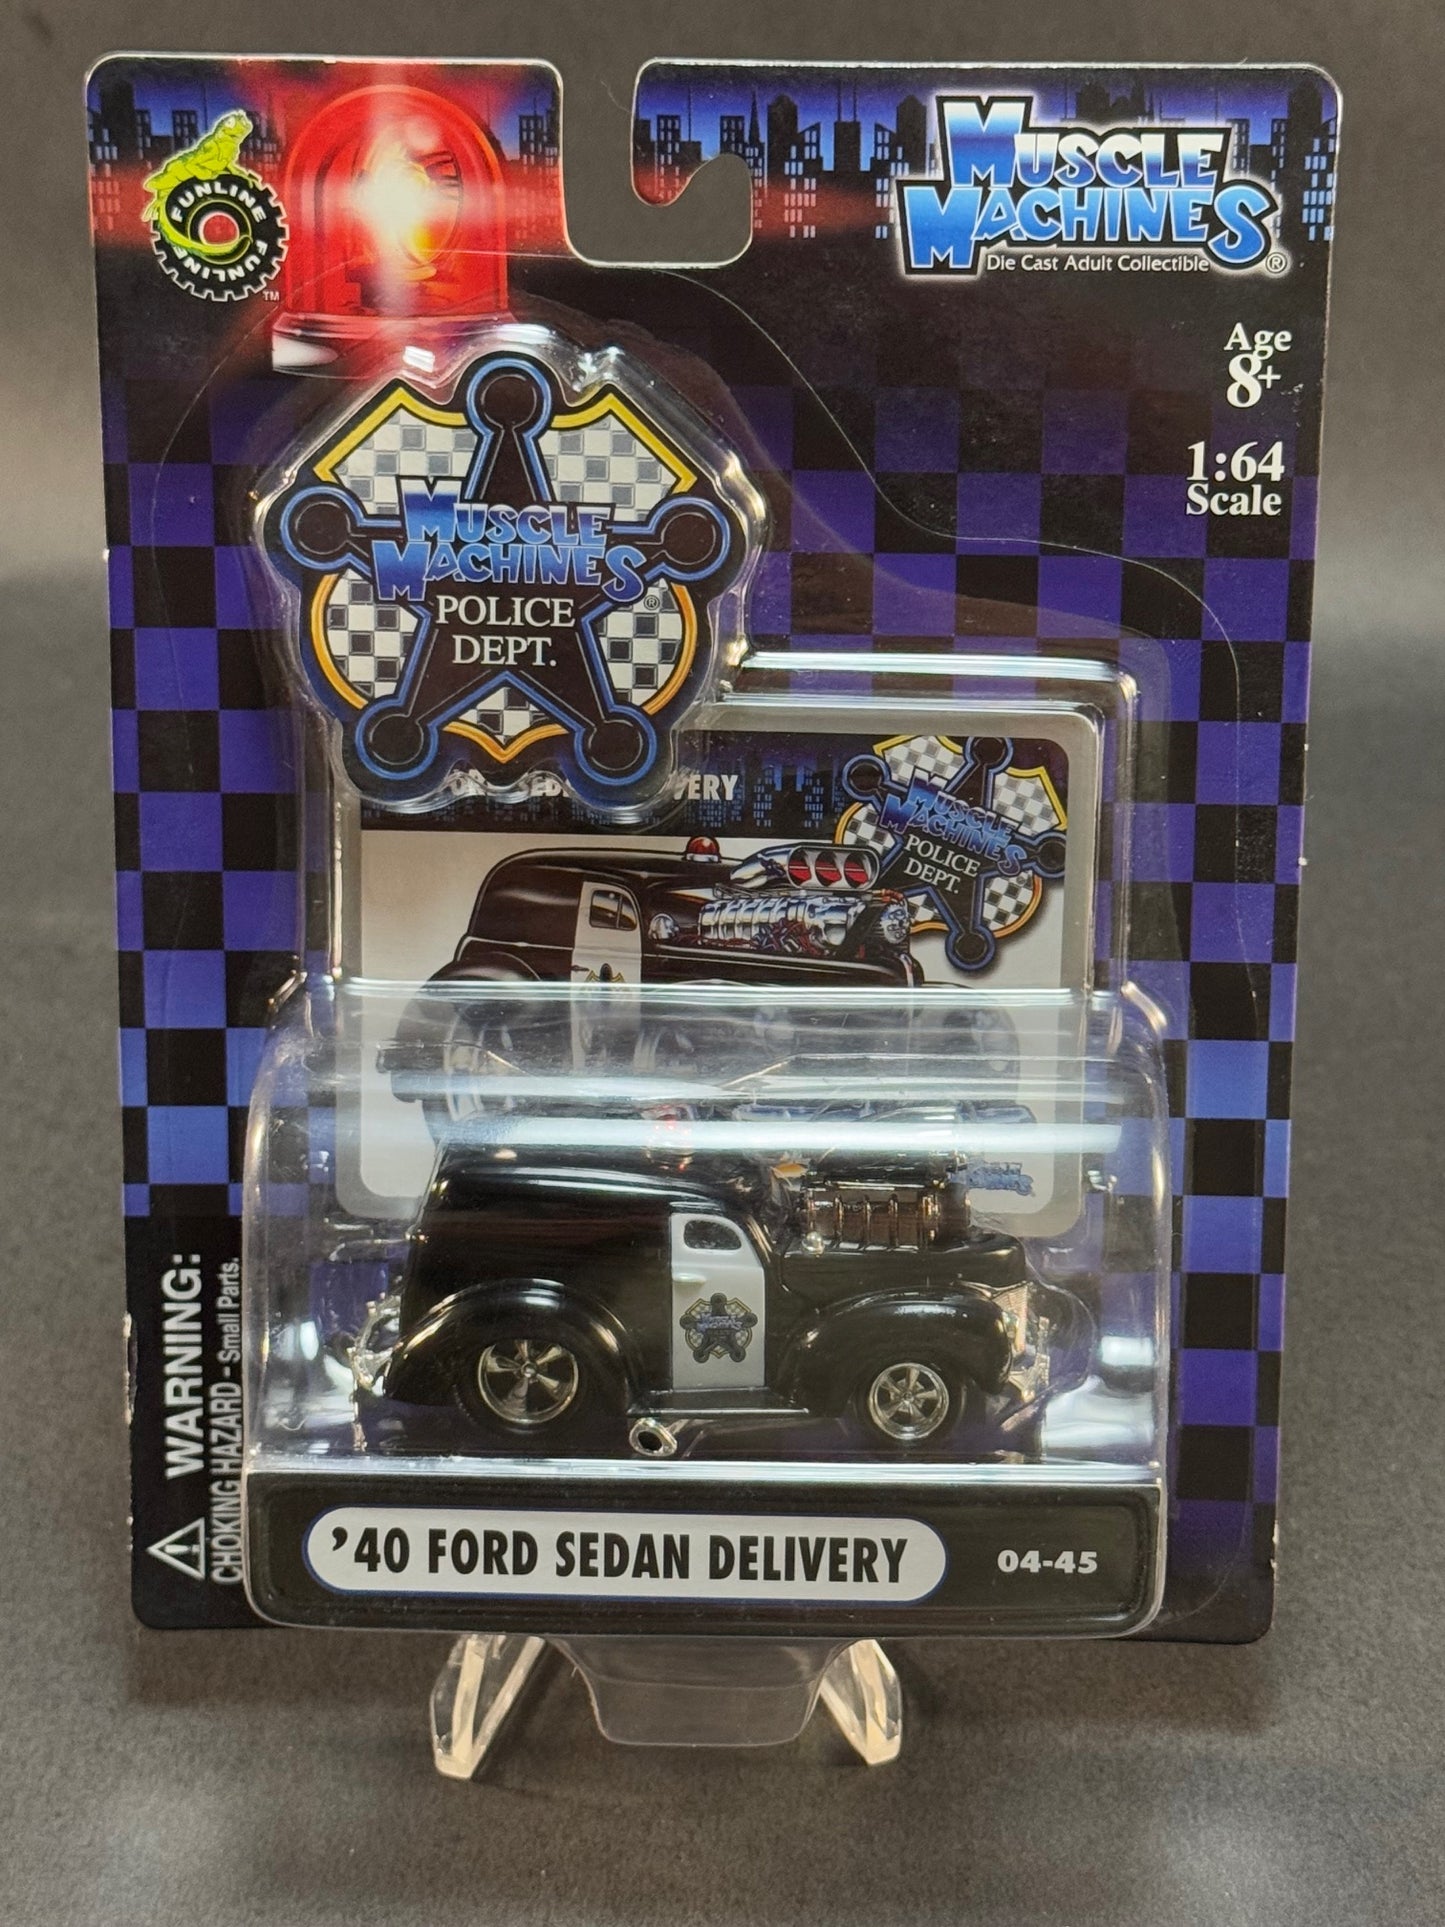 FUNLINE FUNLINE
TM
MUSCLE
MACHINES®
Die Cast Adult Collectible
Age
8+
1:64
Scale
MUSCLE
MACHINES®
POLICE
DEPT.
MUSCLE
MACHINES
POLICE
DEPT.
WARNING:
CHOKING HAZARD - Small Parts.
'40 FORD SEDAN DELIVERY
04-45